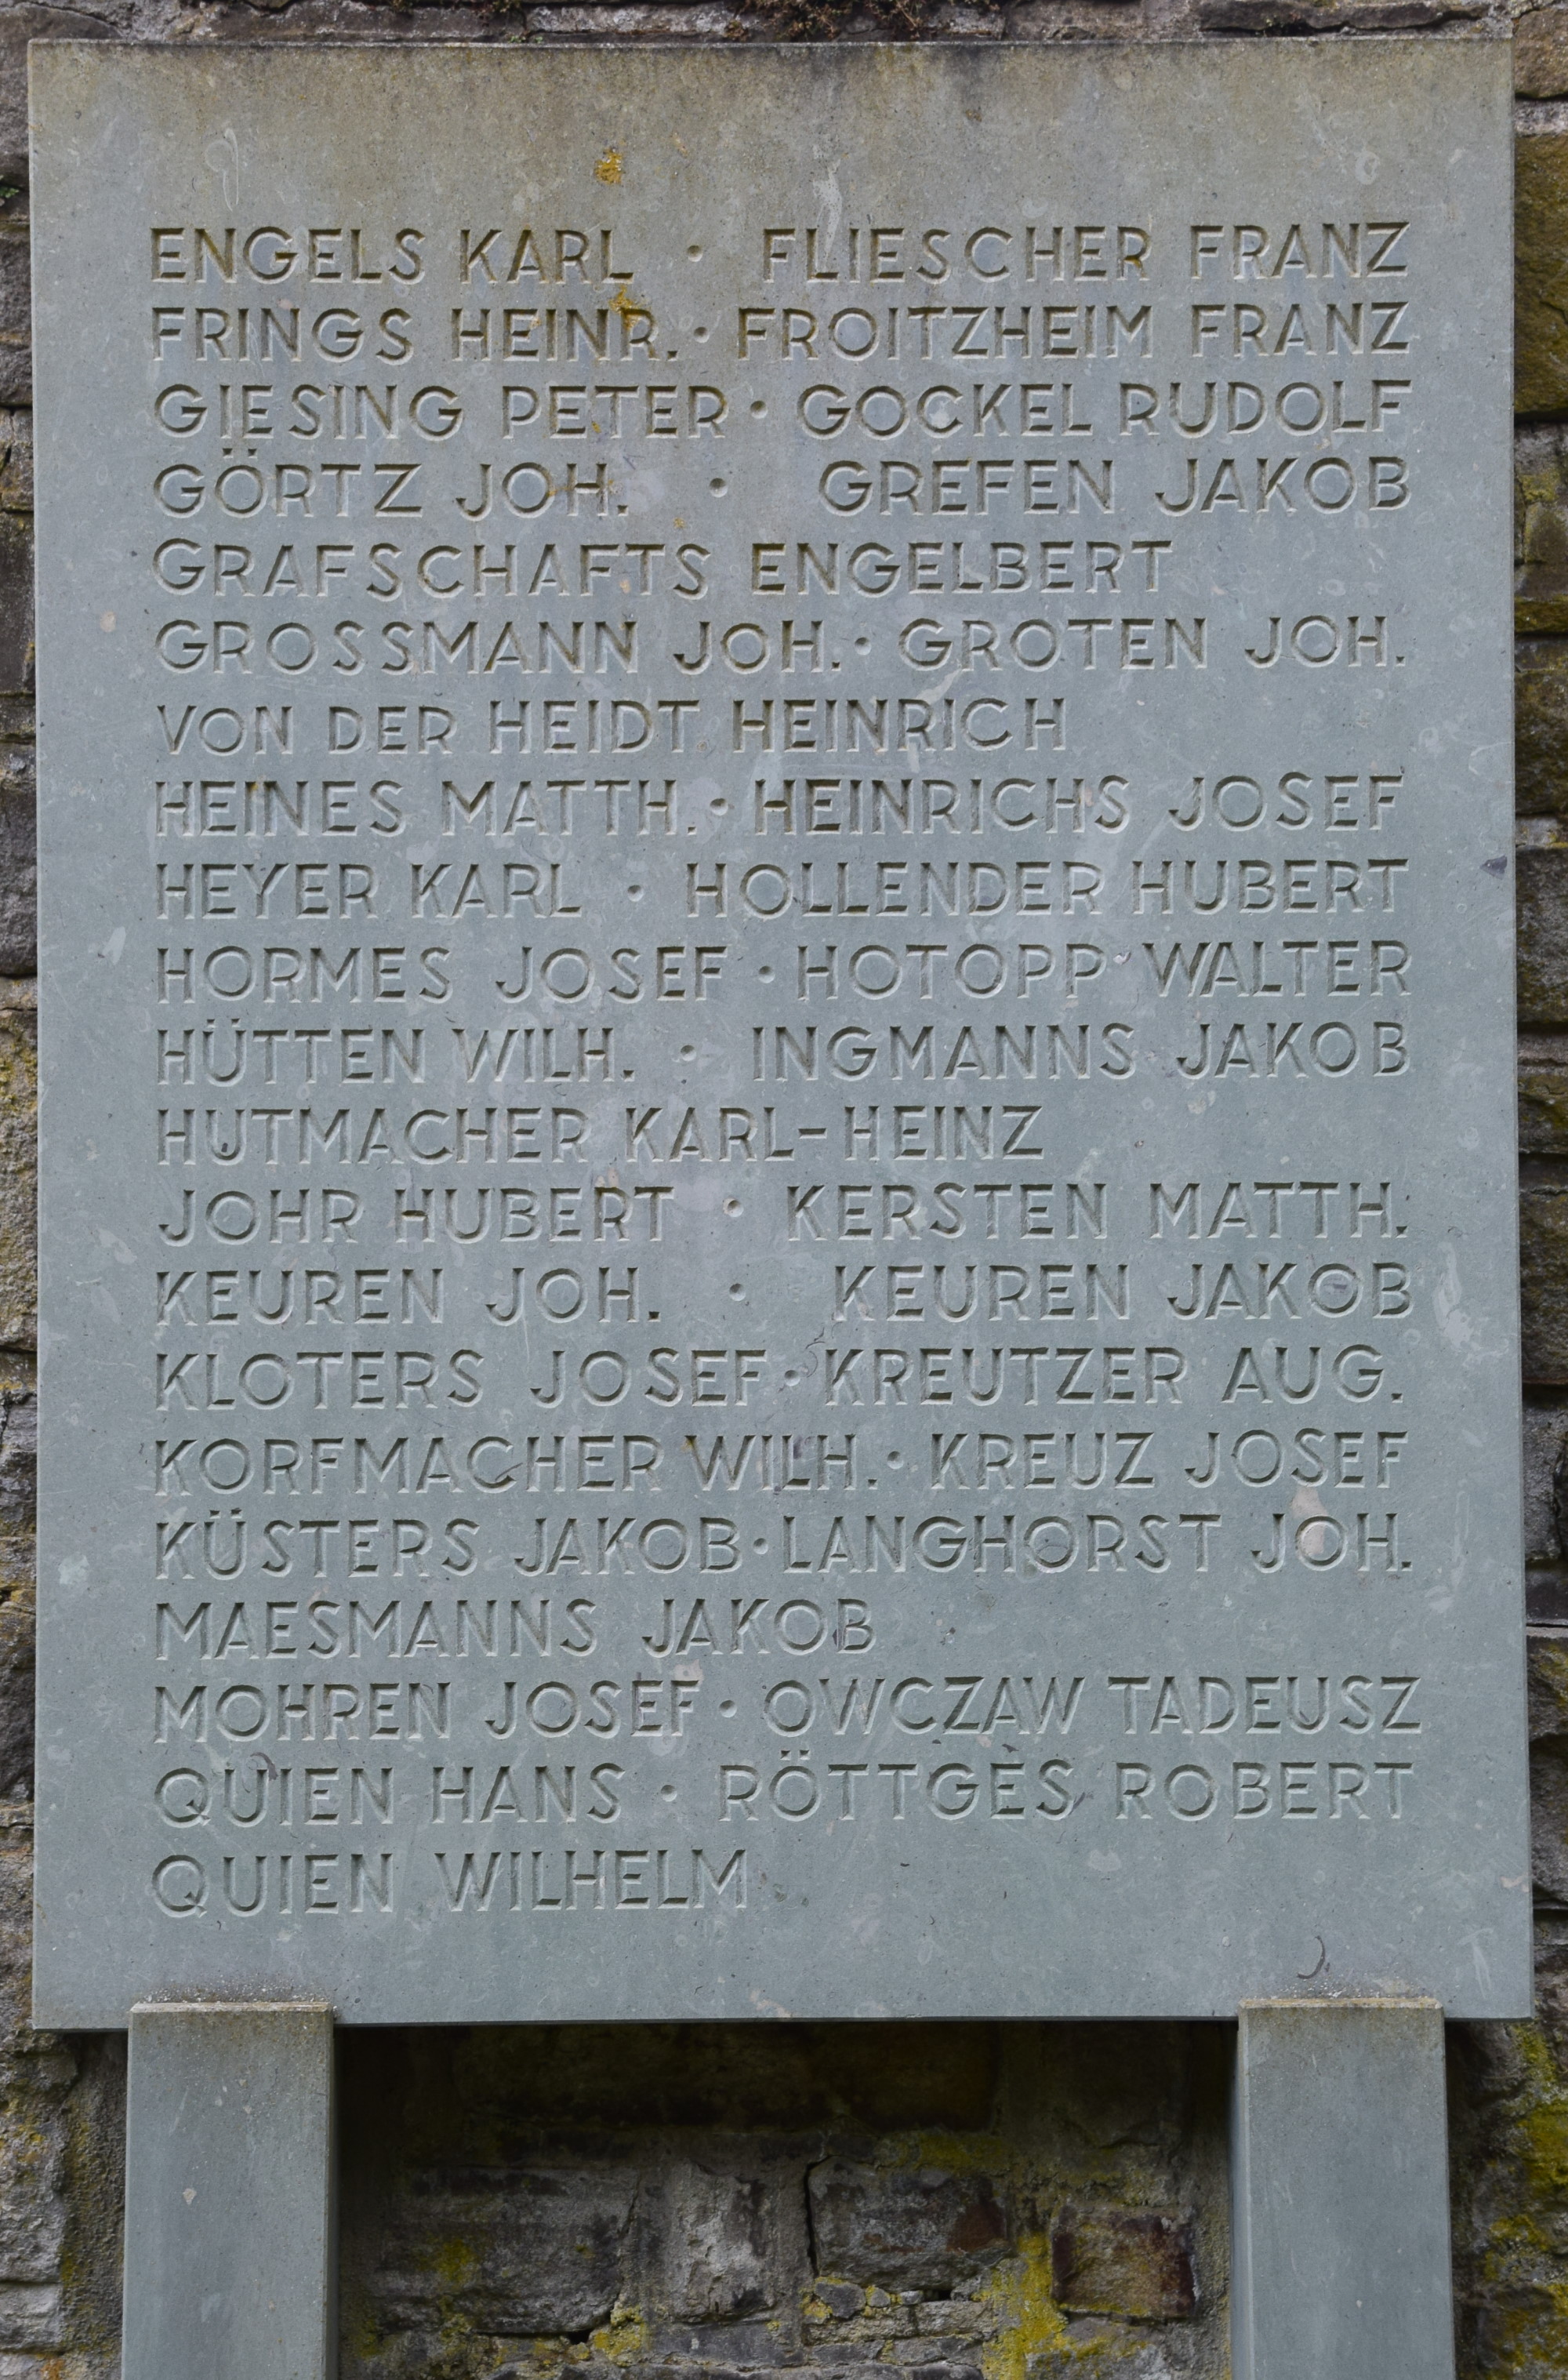 ENGELS KARL · FLIESCHER FRANZ
FRINGS HEINR. · FROITZHEIM FRANZ
GIESING PETER · GOCKEL RUDOLF
GÖRTZ JOH. · GREFEN JAKOB
GRAFSCHAFTS ENGELBERT
GROSSMANN JOH. · GROTEN JOH.
VON DER HEIDT HEINRICH
HEINES MATTH. · HEINRICHS JOSEF
HEYER KARL · HOLLENDER HUBERT
HORMES JOSEF · HOTOPP WALTER
HÜTTEN WILH. · INGMANNS JAKOB
HUTMACHER KARL-HEINZ
JOHR HUBERT · KERSTEN MATTH.
KEUREN JOH. · KEUREN JAKOB
KLOTERS JOSEF · KREUTZER AUG.
KORFMACHER WILH. · KREUZ JOSEF
KÜSTERS JAKOB · LANGHORST JOH.
MAESMANNS JAKOB
MOHREN JOSEF · OWCZAW TADEUSZ
QUIEN HANS · RÖTTGES ROBERT
QUIEN WILHELM